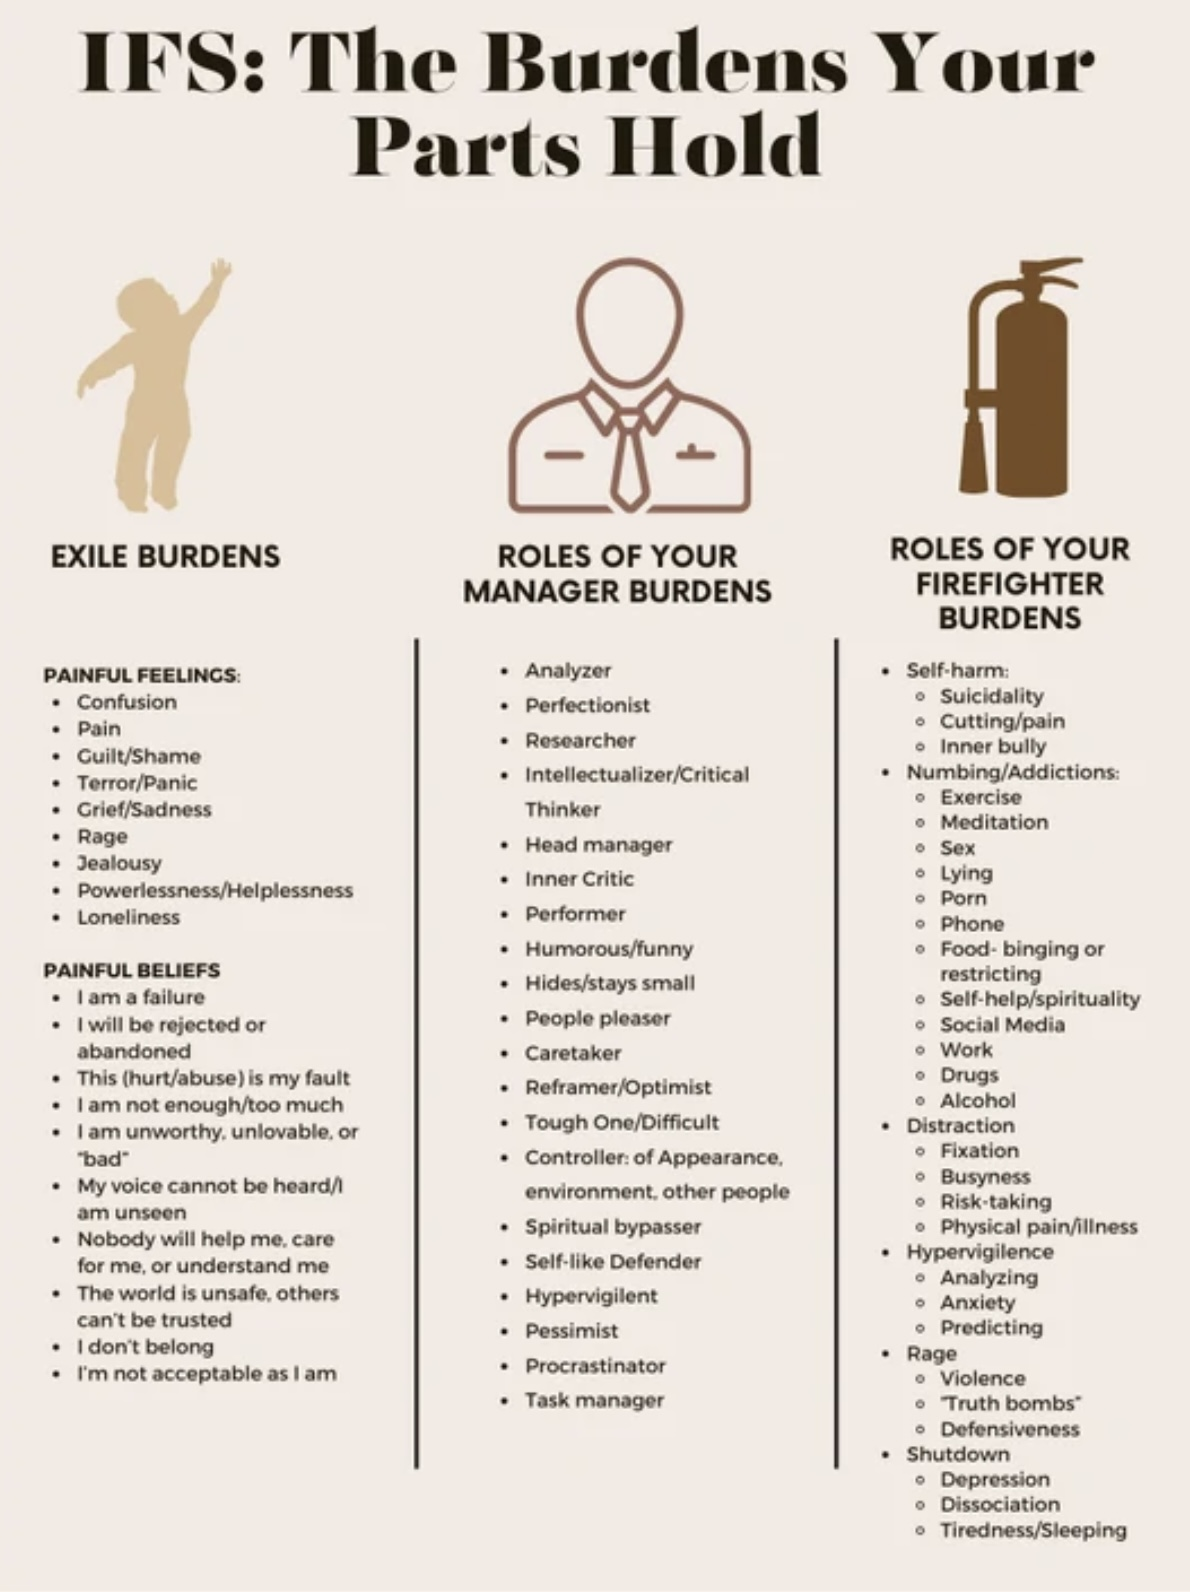 IFS: The Burdens Your
Parts Hold
EXILE BURDENS
PAINFUL FEELINGS:
• Confusion
• Pain
• Guilt/Shame
• Terror/Panic
• Grief/Sadness
• Rage
• Jealousy
• Powerlessness/Helplessness
• Loneliness
PAINFUL BELIEFS
• I am a failure
• I will be rejected or
abandoned
• This (hurt/abuse) is my fault
• I am not enough/too much
• I am unworthy, unlovable, or
"bad"
• My voice cannot be heard/I
am unseen
• Nobody will help me, care
for me, or understand me
• The world is unsafe, others
can't be trusted
• I don't belong
• I'm not acceptable as I am
ROLES OF YOUR
MANAGER BURDENS
• Analyzer
• Perfectionist
• Researcher
• Intellectualizer/Critical
Thinker
• Head manager
• Inner Critic
• Performer
• Humorous/funny
• Hides/stays small
• People pleaser
• Caretaker
• Reframer/Optimist
• Tough One/Difficult
• Controller: of Appearance,
environment, other people
• Spiritual bypasser
• Self-like Defender
• Hypervigilent
• Pessimist
• Procrastinator
• Task manager
ROLES OF YOUR
FIREFIGHTER
BURDENS
• Self-harm:
◦ Suicidality
◦ Cutting/pain
◦ Inner bully
• Numbing/Addictions:
◦ Exercise
◦ Meditation
◦ Sex
◦ Lying
◦ Porn
◦ Phone
◦ Food- binging or
restricting
◦ Self-help/spirituality
◦ Social Media
◦ Work
◦ Drugs
◦ Alcohol
• Distraction
◦ Fixation
◦ Busyness
◦ Risk-taking
◦ Physical pain/illness
• Hypervigilence
◦ Analyzing
◦ Anxiety
◦ Predicting
• Rage
◦ Violence
◦ "Truth bombs"
◦ Defensiveness
• Shutdown
◦ Depression
◦ Dissociation
◦ Tiredness/Sleeping